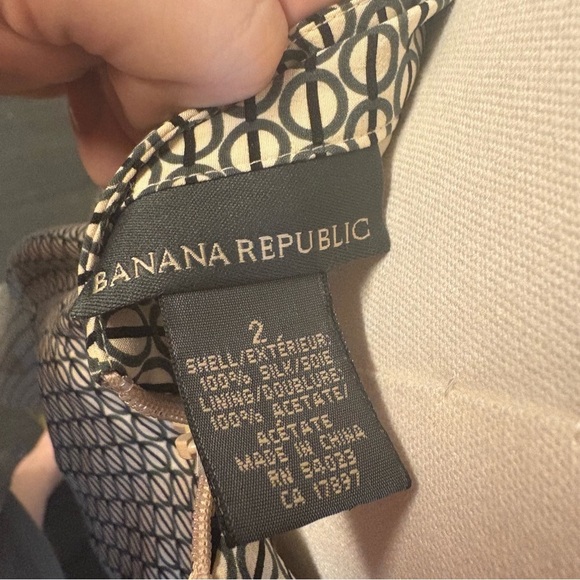 BANANA REPUBLIC
2
SHELL/EXTÉRIEUR:
100% SILK/SOIE
LINING/DOUBLURE:
100% ACETATE/
ACÉTATE
MADE IN CHINA
RN 54023
CA 17897